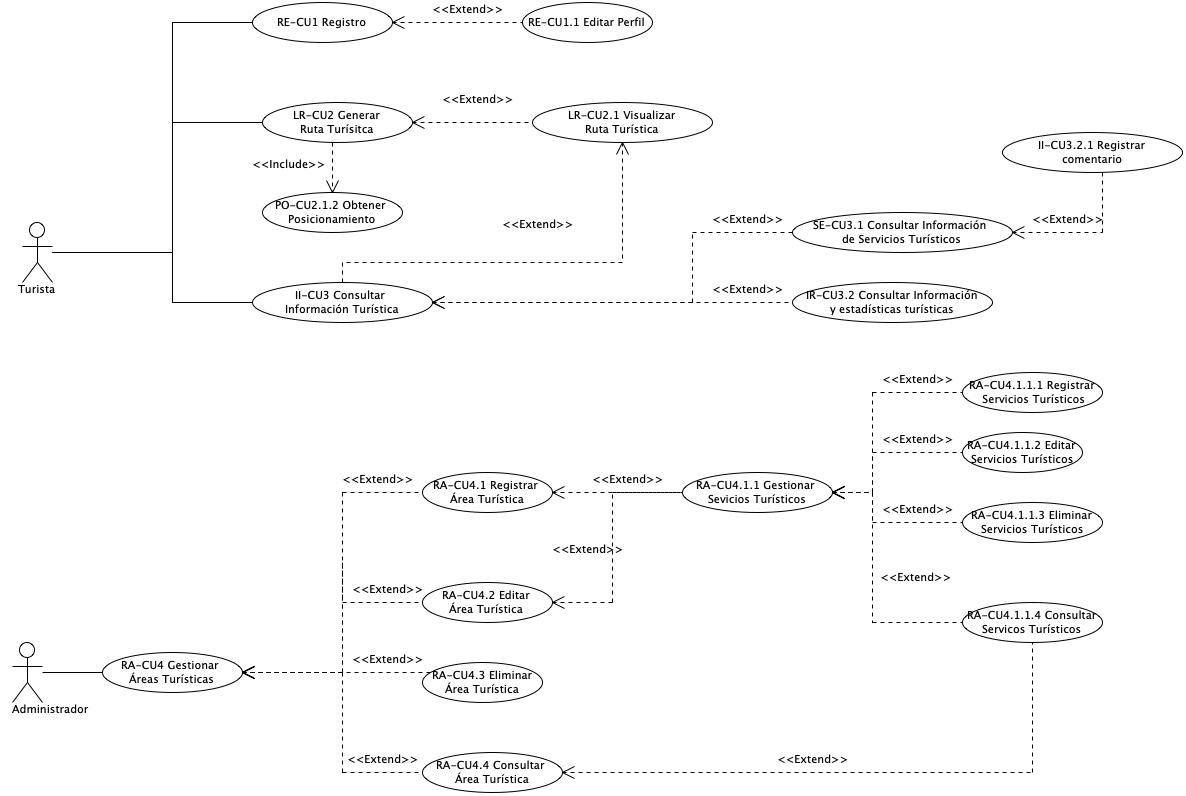 <<Extend>>
RE-CU1 Registro
RE-CU1.1 Editar Perfil
<<Extend>>
LR-CU2 Generar
Ruta Turísitca
LR-CU2.1 Visualizar
Ruta Turística
<<Include>>
II-CU3.2.1 Registrar
comentario
PO-CU2.1.2 Obtener
Posicionamiento
<<Extend>>
<<Extend>>
<<Extend>>
SE-CU3.1 Consultar Información
de Servicios Turísticos
Turista
II-CU3 Consultar
Información Turística
<<Extend>>
IR-CU3.2 Consultar Información
y estadísticas turísticas
<<Extend>>
RA-CU4.1.1.1 Registrar
Servicios Turísticos
<<Extend>>
RA-CU4.1.1.2 Editar
Servicios Turísticos
<<Extend>>
RA-CU4.1 Registrar
Área Turística
<<Extend>>
RA-CU4.1.1 Gestionar
Sevicios Turísticos
<<Extend>>
RA-CU4.1.1.3 Eliminar
Servicios Turísticos
<<Extend>>
<<Extend>>
<<Extend>>
RA-CU4.2 Editar
Área Turística
RA-CU4.1.1.4 Consultar
Servicos Turísticos
Administrador
RA-CU4 Gestionar
Áreas Turísticas
<<Extend>>
RA-CU4.3 Eliminar
Área Turística
<<Extend>>
RA-CU4.4 Consultar
Área Turística
<<Extend>>